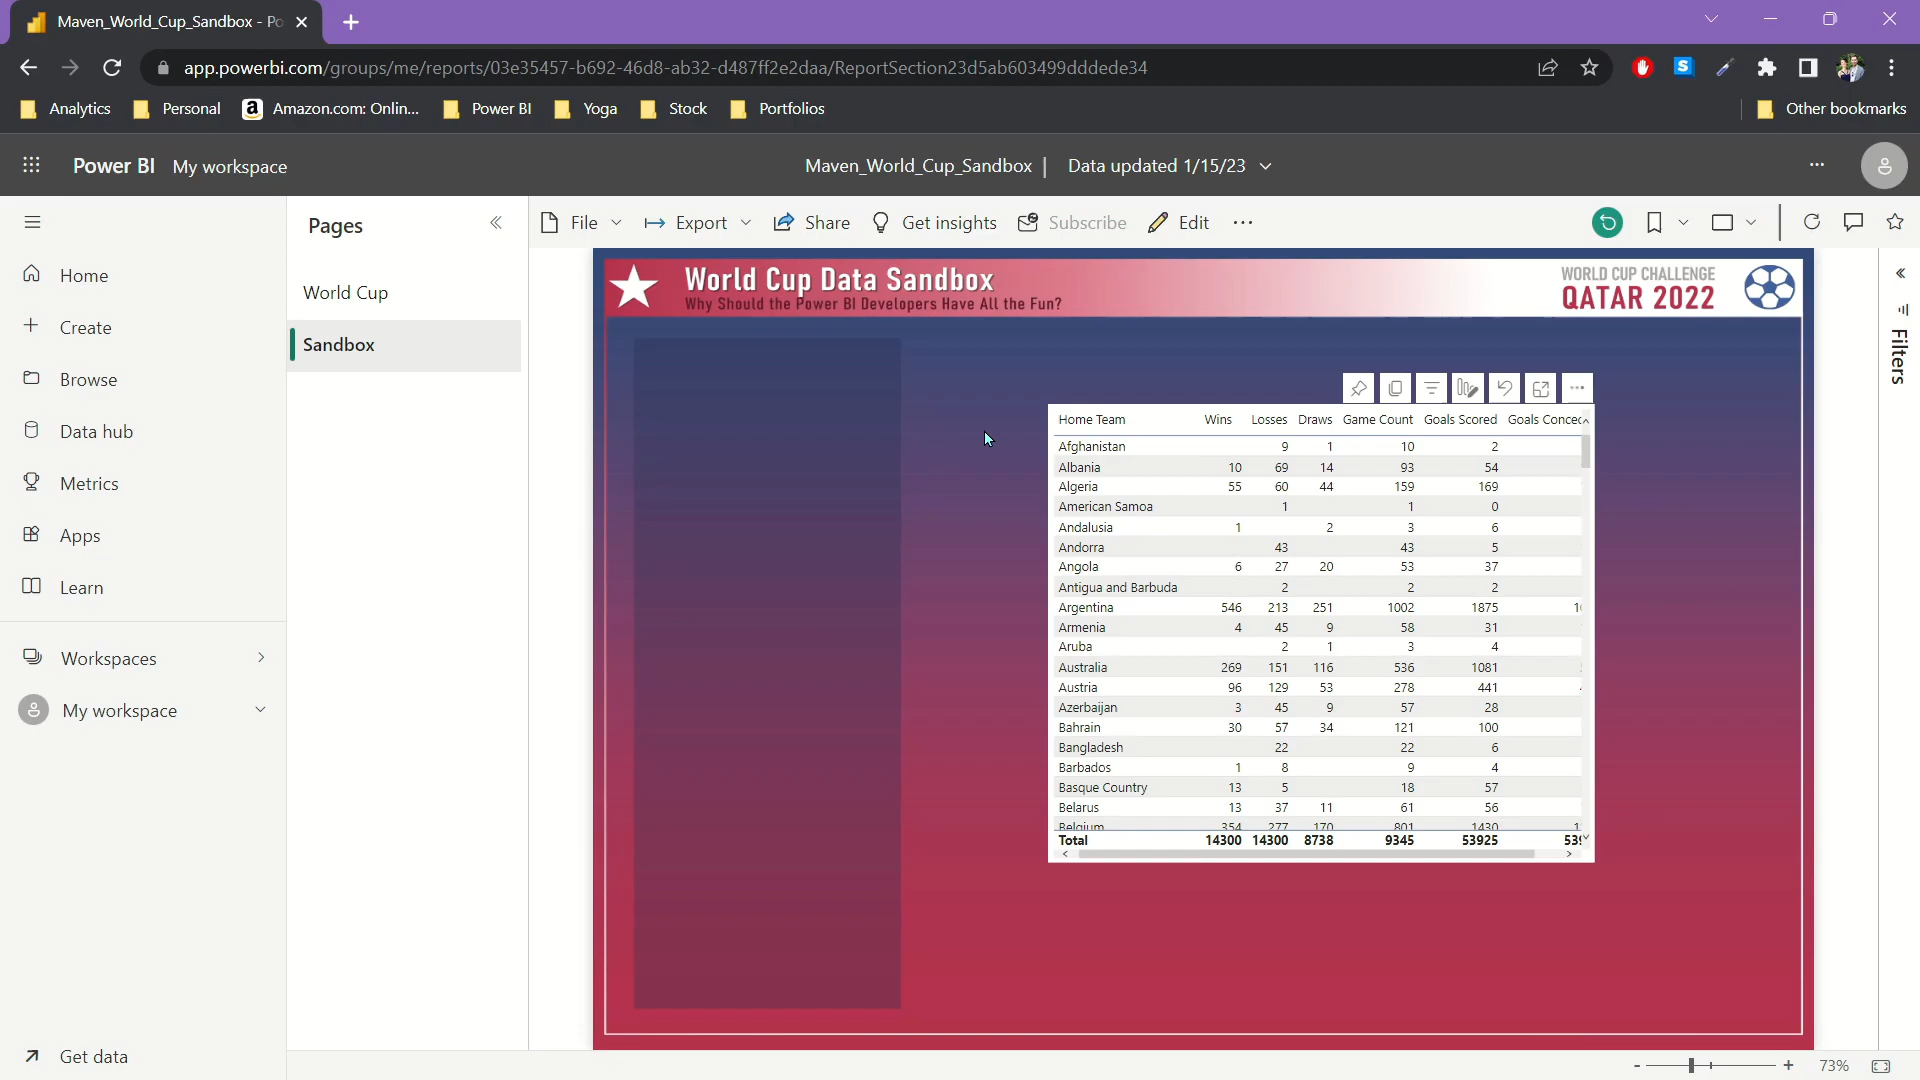 Maven_World_Cup_Sandbox - Po
app.powerbi.com/groups/me/reports/03e35457-b692-46d8-ab32-d487ff2e2daa/ReportSection23d5ab603499dddede34
Analytics
Personal
Amazon.com: Onlin...
Power BI
Yoga
Stock
Portfolios
Other bookmarks
Power BI My workspace
Maven_World_Cup_Sandbox | Data updated 1/15/23
Home
Create
Browse
Data hub
Metrics
Apps
Learn
Workspaces
My workspace
Get data
Pages
World Cup
Sandbox
File
Export
Share
Get insights
Subscribe
Edit
World Cup Data Sandbox
Why Should the Power BI Developers Have All the Fun?
WORLD CUP CHALLENGE
QATAR 2022
Home Team Wins Losses Draws Game Count Goals Scored Goals Conce
Afghanistan 9 1 10 2
Albania 10 69 14 93 54
Algeria 55 60 44 159 169
American Samoa 1 1 0
Andalusia 1 2 3 6
Andorra 43 43 5
Angola 6 27 20 53 37
Antigua and Barbuda 2 2 2
Argentina 546 213 251 1002 1875
Armenia 4 45 9 58 31
Aruba 2 1 3 4
Australia 269 151 116 536 1081
Austria 96 129 53 278 441
Azerbaijan 3 45 9 57 28
Bahrain 30 57 34 121 100
Bangladesh 22 22 6
Barbados 1 8 9 4
Basque Country 13 5 18 57
Belarus 13 37 11 61 56
Belgium 354 277 170 801 1430
Total 14300 14300 8738 9345 53925
Filters
73%